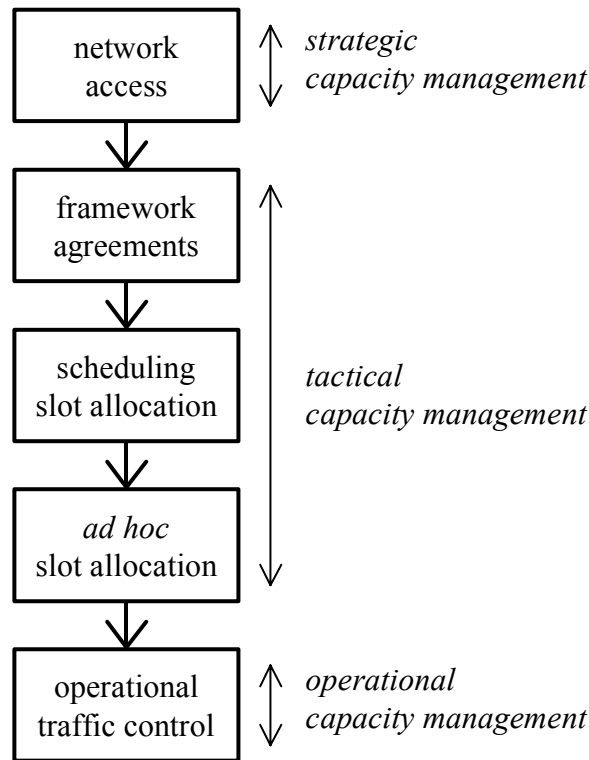 network
access
strategic
capacity management
framework
agreements
scheduling
slot allocation
tactical
capacity management
ad hoc
slot allocation
operational
traffic control
operational
capacity management